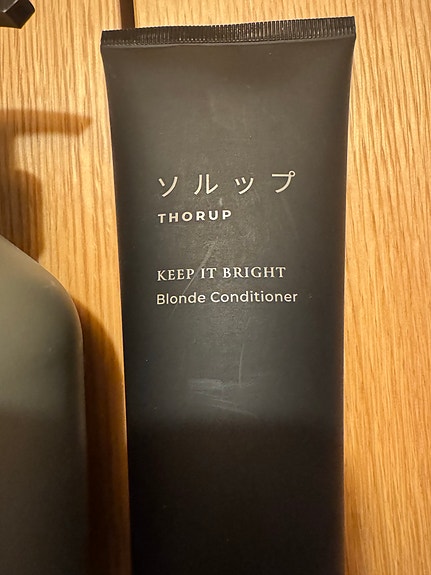 ソルップ
THORUP
KEEP IT BRIGHT
Blonde Conditioner